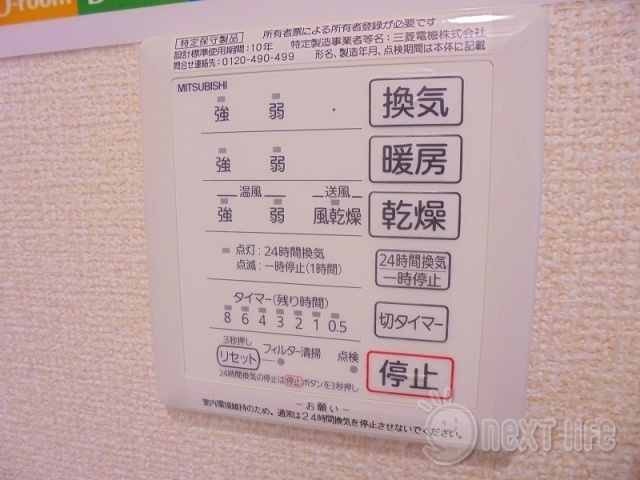 特定保守製品 所有者票による所有者登録が必要です
設計標準使用期間：10年 特定製造事業者等名：三菱電機株式会社
問合せ連絡先：0120-490-499 形名、製造年月、点検期間は本体に記載
MITSUBISHI
強 弱 換気
強 弱 暖房
温風 送風
強 弱 風乾燥 乾燥
点灯：24時間換気
点滅：一時停止(1時間)
24時間換気
一時停止
タイマー(残り時間)
8 6 4 3 2 1 0.5 切タイマー
3秒押し
リセット フィルター清掃 点検 停止
24時間換気の停止は停止ボタンを3秒押し
－お願い－
室内環境維持のため、通常は24時間換気を停止させないでください。
next life